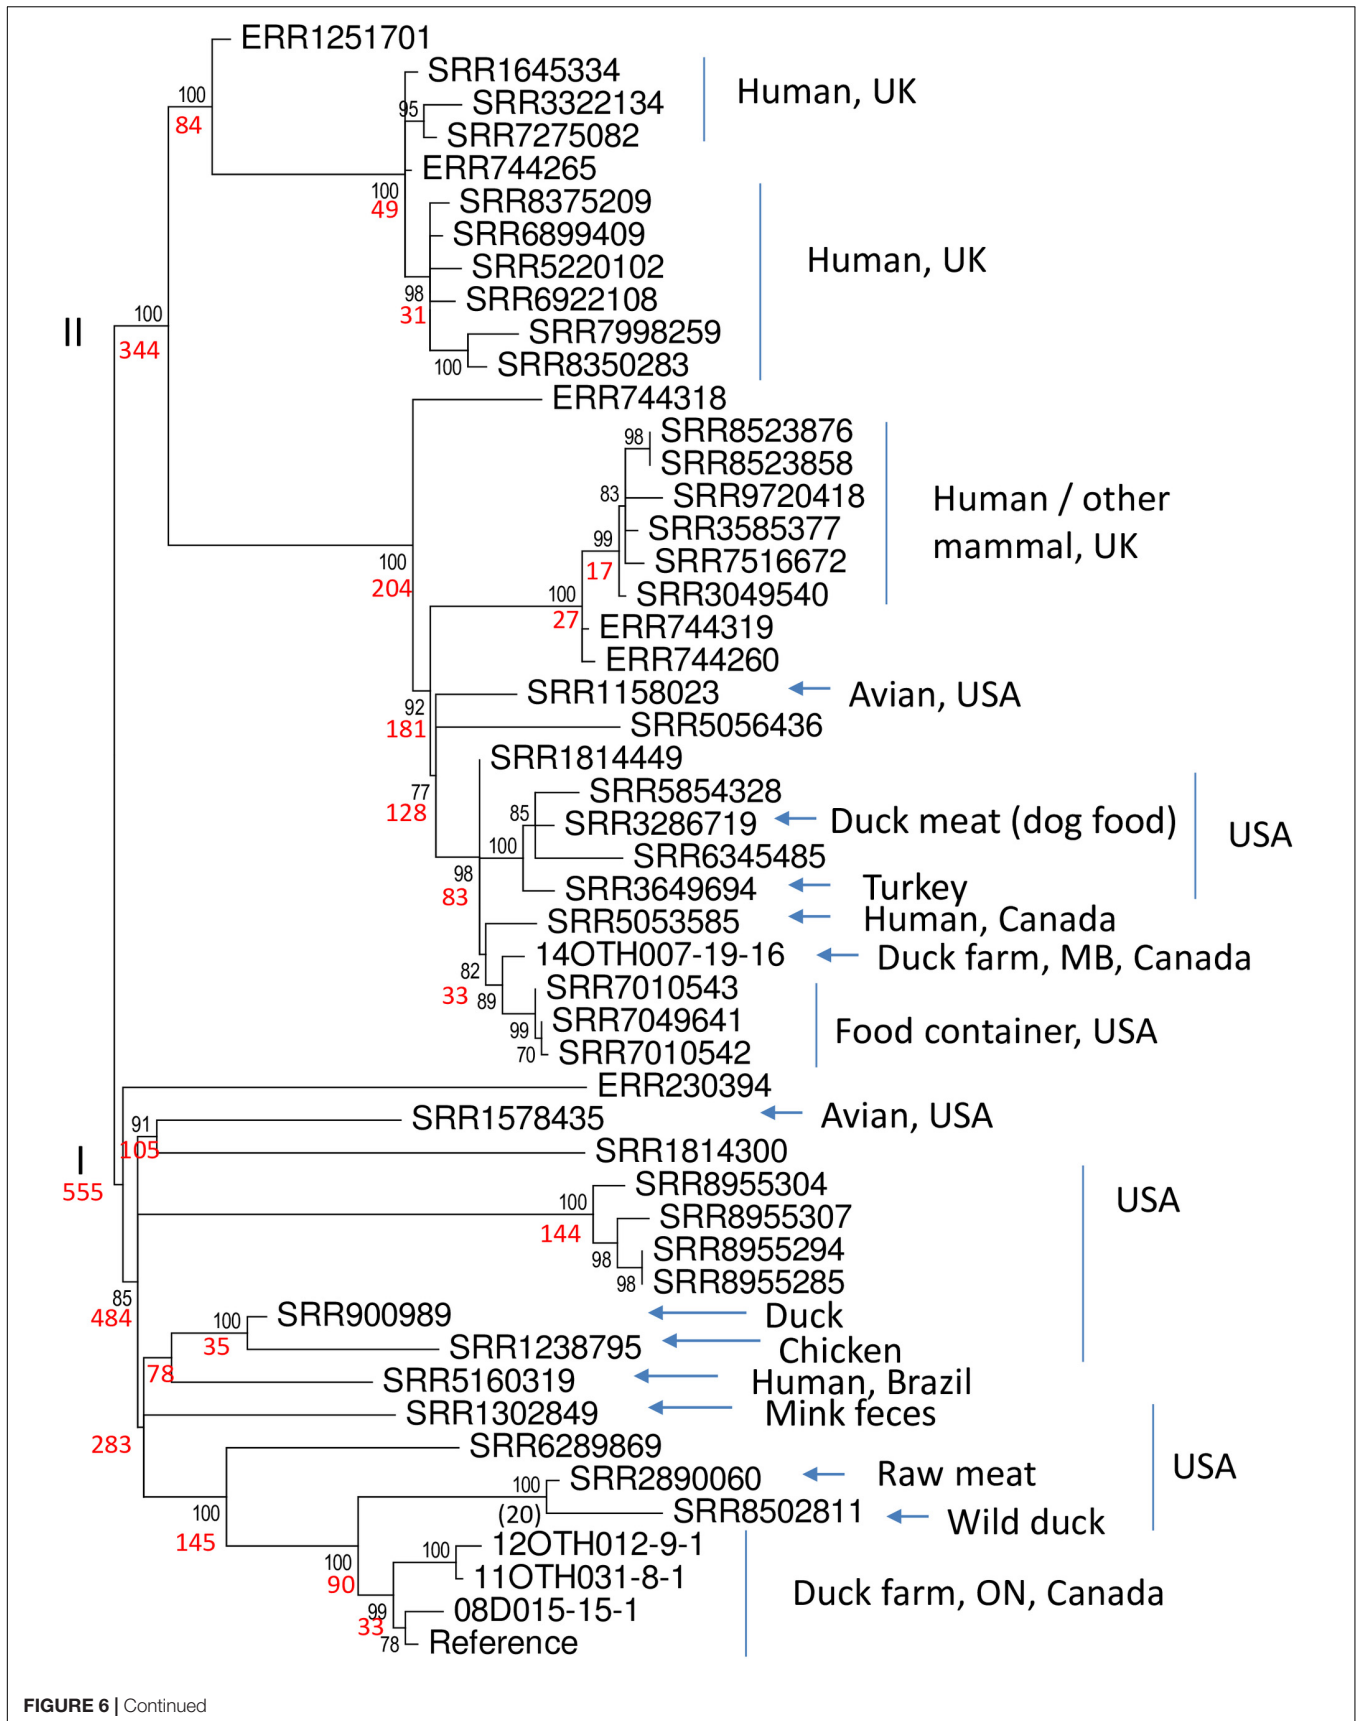 ERR1251701
SRR1645334
100
95
SRR3322134
Human, UK
84
SRR7275082
ERR744265
100
49
SRR8375209
SRR6899409
Human, UK
SRR5220102
98
SRR6922108
31
100
II
SRR7998259
344
100
SRR8350283
ERR744318
98
SRR8523876
SRR8523858
83
SRR9720418
Human / other
mammal, UK
99
SRR3585377
100
17
SRR7516672
204
100
SRR3049540
27
ERR744319
ERR744260
92
SRR1158023
Avian, USA
181
SRR5056436
SRR1814449
77
SRR5854328
128
85
SRR3286719
Duck meat (dog food)
USA
100
SRR6345485
98
83
SRR3649694
Turkey
SRR5053585
Human, Canada
14OTH007-19-16
Duck farm, MB, Canada
82
33
89
SRR7010543
99
SRR7049641
Food container, USA
70
SRR7010542
ERR230394
91
SRR1578435
Avian, USA
105
I
SRR1814300
555
SRR8955304
USA
100
144
SRR8955307
98
SRR8955294
98
SRR8955285
85
484
100
SRR900989
Duck
35
SRR1238795
Chicken
78
SRR5160319
Human, Brazil
SRR1302849
Mink feces
283
SRR6289869
USA
100
SRR2890060
Raw meat
100
145
(20)
SRR8502811
Wild duck
100
12OTH012-9-1
100
90
11OTH031-8-1
Duck farm, ON, Canada
99
33
08D015-15-1
78
Reference
FIGURE 6 | Continued